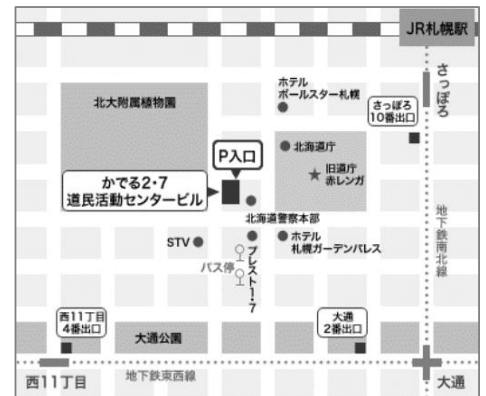 JR札幌駅
さっぽろ
ホテル
ポールスター札幌
北大附属植物園
さっぽろ
10番出口
P入口
北海道庁
旧道庁
赤レンガ
かでる2・7
道民活動センタービル
北海道警察本部
地下鉄南北線
STV
ホテル
札幌ガーデンパレス
バス停
プレスト1・7
西11丁目
4番出口
大通公園
大通
2番出口
西11丁目
地下鉄東西線
大通